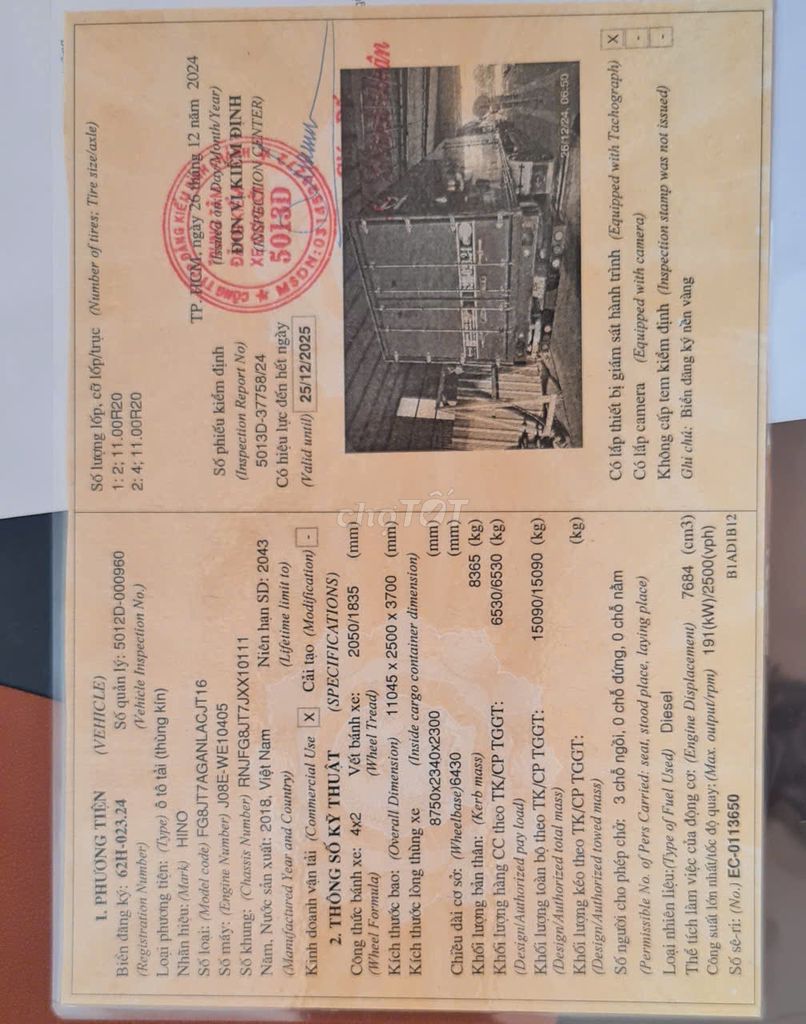 1. PHƯƠNG TIỆN (VEHICLE)
Biển đăng ký: 62H-023.24 Số quản lý: 5012D-000960
(Registration Number) (Vehicle Inspection No.)
Loại phương tiện: (Type) ô tô tải (thùng kín)
Nhãn hiệu: (Mark) HINO
Số loại: (Model code) FG8JT7AGANLACJT16
Số máy: (Engine Number) J08E-WE10405
Số khung: (Chassis Number) RNJFG8JT7JXX10111
Năm, Nước sản xuất: 2018, Việt Nam Niên hạn SD: 2043
(Manufactured Year and Country) (Lifetime limit to)
Kinh doanh vận tải (Commercial Use) X Cải tạo (Modification) -
2. THÔNG SỐ KỸ THUẬT (SPECIFICATIONS)
Công thức bánh xe: 4x2 Vết bánh xe: 2050/1835 (mm)
(Wheel Formula) (Wheel Tread)
Kích thước bao: (Overall Dimension) 11045 x 2500 x 3700 (mm)
Kích thước lòng thùng xe (Inside cargo container dimension)
8750x2340x2300 (mm)
Chiều dài cơ sở: (Wheelbase) 6430 (mm)
Khối lượng bản thân: (Kerb mass) 8365 (kg)
Khối lượng hàng CC theo TK/CP TGGT: 6530/6530 (kg)
(Design/Authorized pay load)
Khối lượng toàn bộ theo TK/CP TGGT: 15090/15090 (kg)
(Design/Authorized total mass)
Khối lượng kéo theo TK/CP TGGT: (kg)
(Design/Authorized towed mass)
Số người cho phép chở: 3 chỗ ngồi, 0 chỗ đứng, 0 chỗ nằm
(Permissible No. of Pers Carried: seat, stood place, laying place)
Loại nhiên liệu:(Type of Fuel Used) Diesel
Thể tích làm việc của động cơ: (Engine Displacement) 7684 (cm3)
Công suất lớn nhất/tốc độ quay:(Max. output/rpm) 191(kW)/2500(vph)
Số sê-ri: (No.) EC-0113650 B1AD1B12
Số lượng lốp, cỡ lốp/trục (Number of tires; Tire size/axle)
1: 2; 11.00R20
2: 4; 11.00R20
TP. HCM, ngày 26 tháng 12 năm 2024
(Issued on: Day/Month/Year)
Số phiếu kiểm định ĐƠN VỊ KIỂM ĐỊNH
(Inspection Report No) (INSPECTION CENTER)
5013D-37758/24
Có hiệu lực đến hết ngày
(Valid until) 25/12/2025
5013D
26/12/24, 06:50
Có lắp thiết bị giám sát hành trình (Equipped with Tachograph) X
Có lắp camera (Equipped with camera) -
Không cấp tem kiểm định (Inspection stamp was not issued) -
Ghi chú: Biển đăng ký nền vàng
chợTỐT